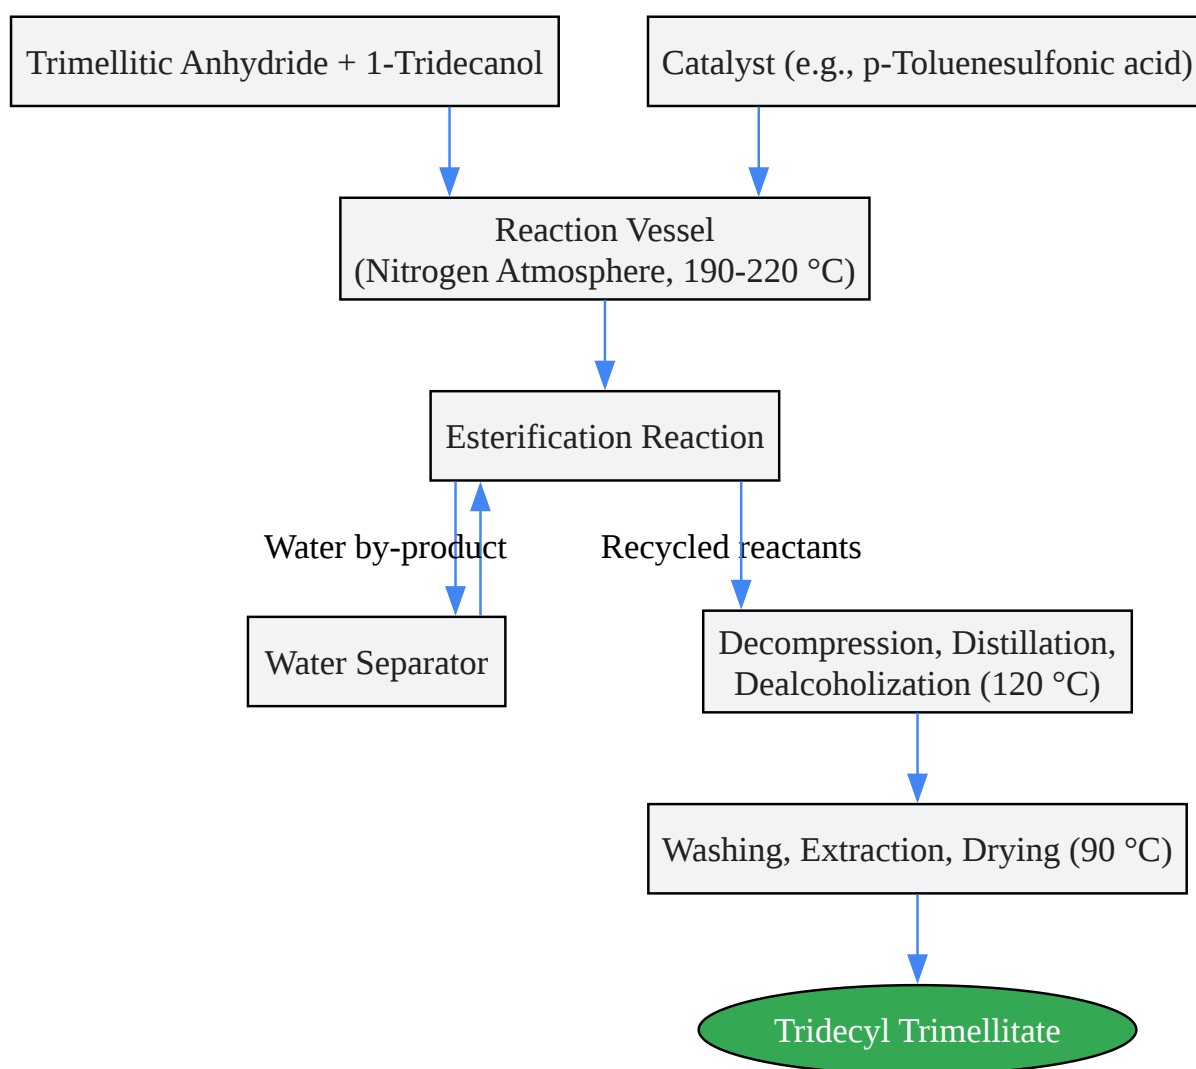 Trimellitic Anhydride + 1-Tridecanol
Catalyst (e.g., p-Toluenesulfonic acid)
Reaction Vessel
(Nitrogen Atmosphere, 190-220 °C)
Esterification Reaction
Water by-product
Recycled reactants
Water Separator
Decompression, Distillation,
Dealcoholization (120 °C)
Washing, Extraction, Drying (90 °C)
Tridecyl Trimellitate